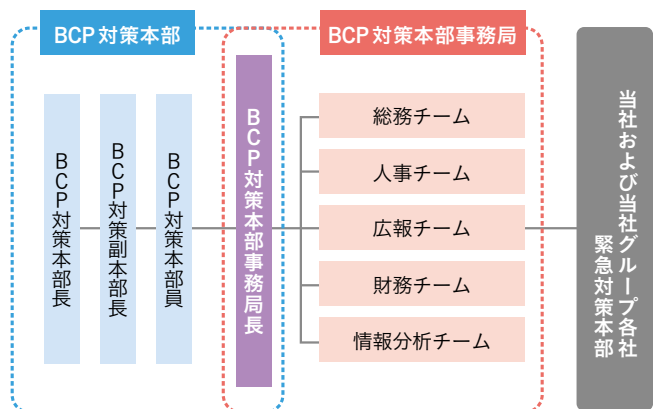 BCP対策本部
BCP対策本部事務局
BCP対策本部長
BCP対策副本部長
BCP対策本部員
BCP対策本部事務局長
総務チーム
人事チーム
広報チーム
財務チーム
情報分析チーム
当社および当社グループ各社
緊急対策本部